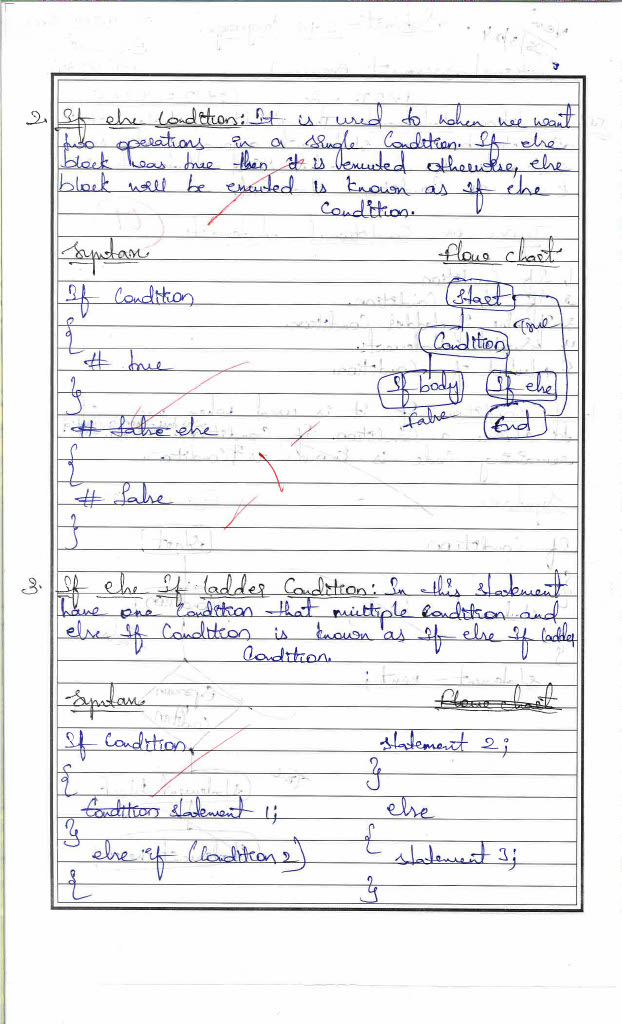 2. If else Condition: It is used to when we want
two operations in a single Condition. If else
block was true then it is executed otherwise, else
block will be executed is known as if else
Condition.
Syntax
Flow chart
If Condition
{
# true
}
# false else
{
# false
}
Start
True
Condition
If body
If else
false
End
3. If else If ladder Condition: In this statement
have one Condition that multiple condition and
else If Condition is known as If else If ladder
Condition.
Syntax
Flow chart
If Condition,
{
Condition statement 1;
}
else if (Condition 2)
{
statement 2;
}
else
{
statement 3;
}